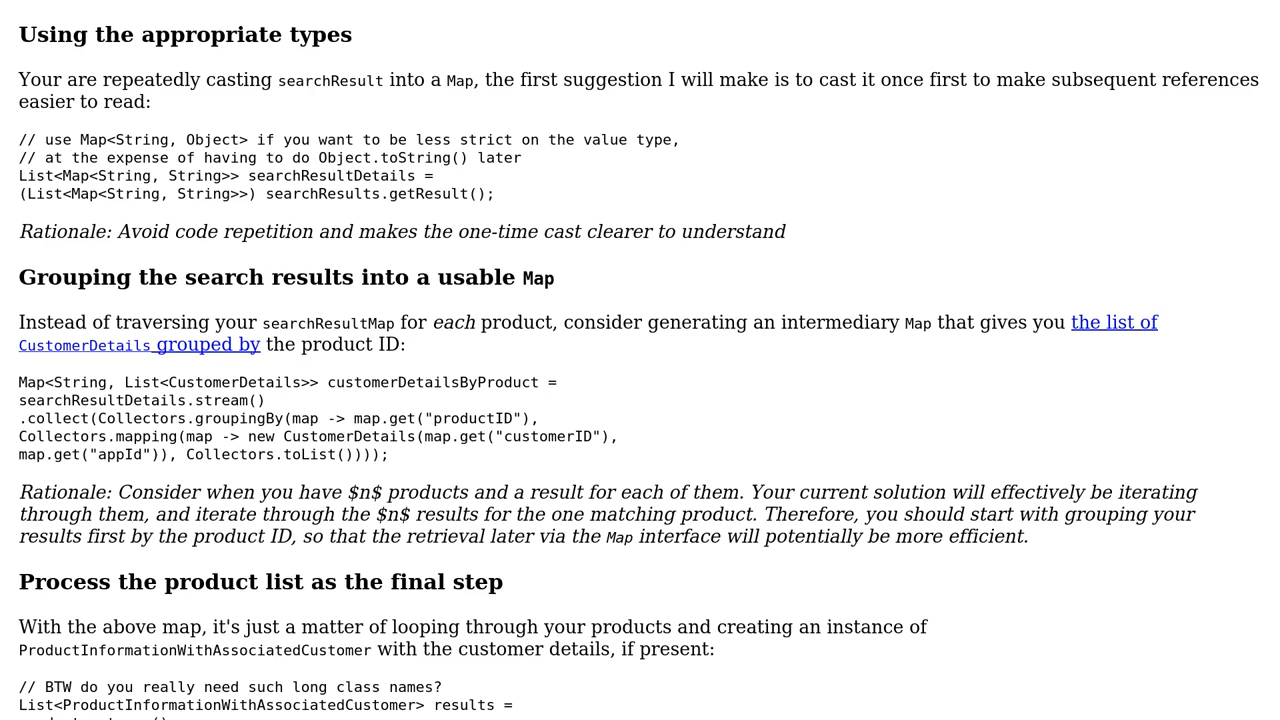 Using the appropriate types
Your are repeatedly casting searchResult into a Map, the first suggestion I will make is to cast it once first to make subsequent references
easier to read:
// use Map<String, Object> if you want to be less strict on the value type,
// at the expense of having to do Object.toString() later
List<Map<String, String>> searchResultDetails =
(List<Map<String, String>>) searchResults.getResult();
Rationale: Avoid code repetition and makes the one-time cast clearer to understand
Grouping the search results into a usable Map
Instead of traversing your searchResultMap for each product, consider generating an intermediary Map that gives you the list of
CustomerDetails grouped by the product ID:
Map<String, List<CustomerDetails>> customerDetailsByProduct =
searchResultDetails.stream()
.collect(Collectors.groupingBy(map -> map.get("productID"),
Collectors.mapping(map -> new CustomerDetails(map.get("customerID"),
map.get("appId")), Collectors.toList())));
Rationale: Consider when you have $n$ products and a result for each of them. Your current solution will effectively be iterating
through them, and iterate through the $n$ results for the one matching product. Therefore, you should start with grouping your
results first by the product ID, so that the retrieval later via the Map interface will potentially be more efficient.
Process the product list as the final step
With the above map, it's just a matter of looping through your products and creating an instance of
ProductInformationWithAssociatedCustomer with the customer details, if present:
// BTW do you really need such long class names?
List<ProductInformationWithAssociatedCustomer> results =